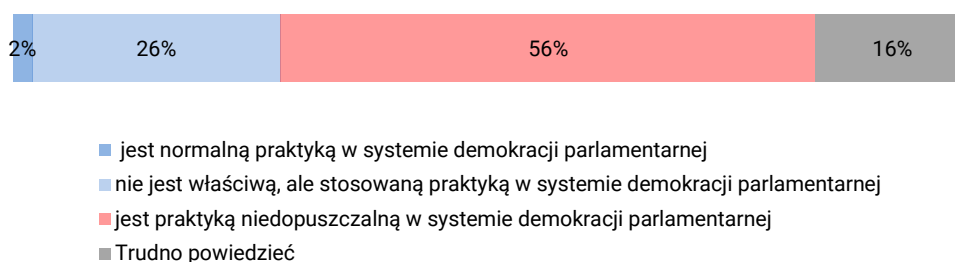 2% 26% 56% 16%
jest normalną praktyką w systemie demokracji parlamentarnej
nie jest właściwą, ale stosowaną praktyką w systemie demokracji parlamentarnej
jest praktyką niedopuszczalną w systemie demokracji parlamentarnej
Trudno powiedzieć